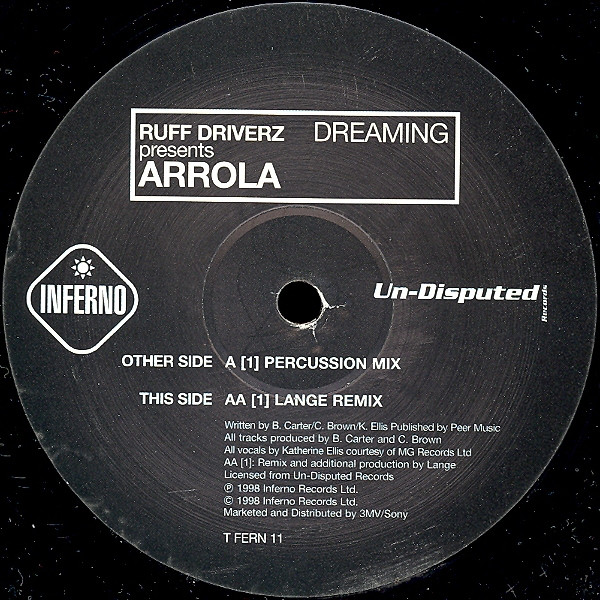 RUFF DRIVERZ DREAMING
presents
ARROLA
INFERNO
Un-Disputed Records
OTHER SIDE A [1] PERCUSSION MIX
THIS SIDE AA [1] LANGE REMIX
Written by B. Carter/C. Brown/K. Ellis Published by Peer Music
All tracks produced by B. Carter and C. Brown
All vocals by Katherine Ellis courtesy of MG Records Ltd
AA [1]: Remix and additional production by Lange
Licensed from Un-Disputed Records
℗ 1998 Inferno Records Ltd.
© 1998 Inferno Records Ltd.
Marketed and Distributed by 3MV/Sony
T FERN 11